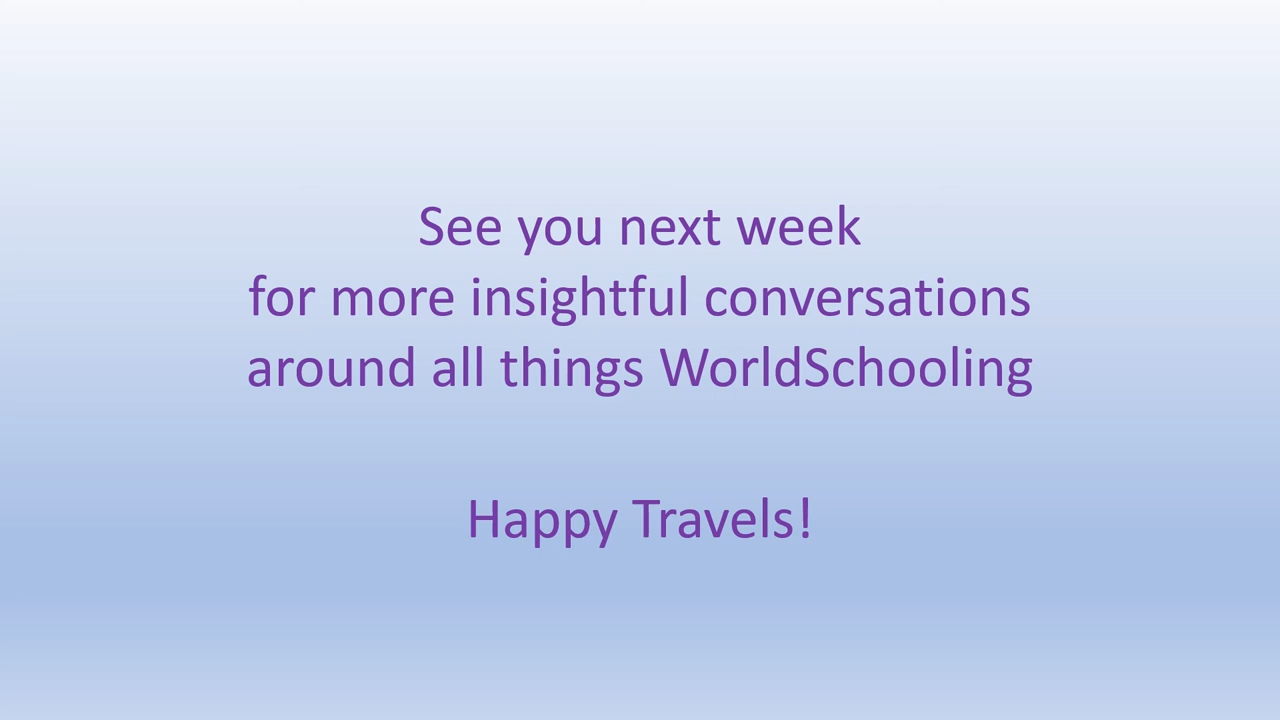 See you next week
for more insightful conversations
around all things WorldSchooling
Happy Travels!